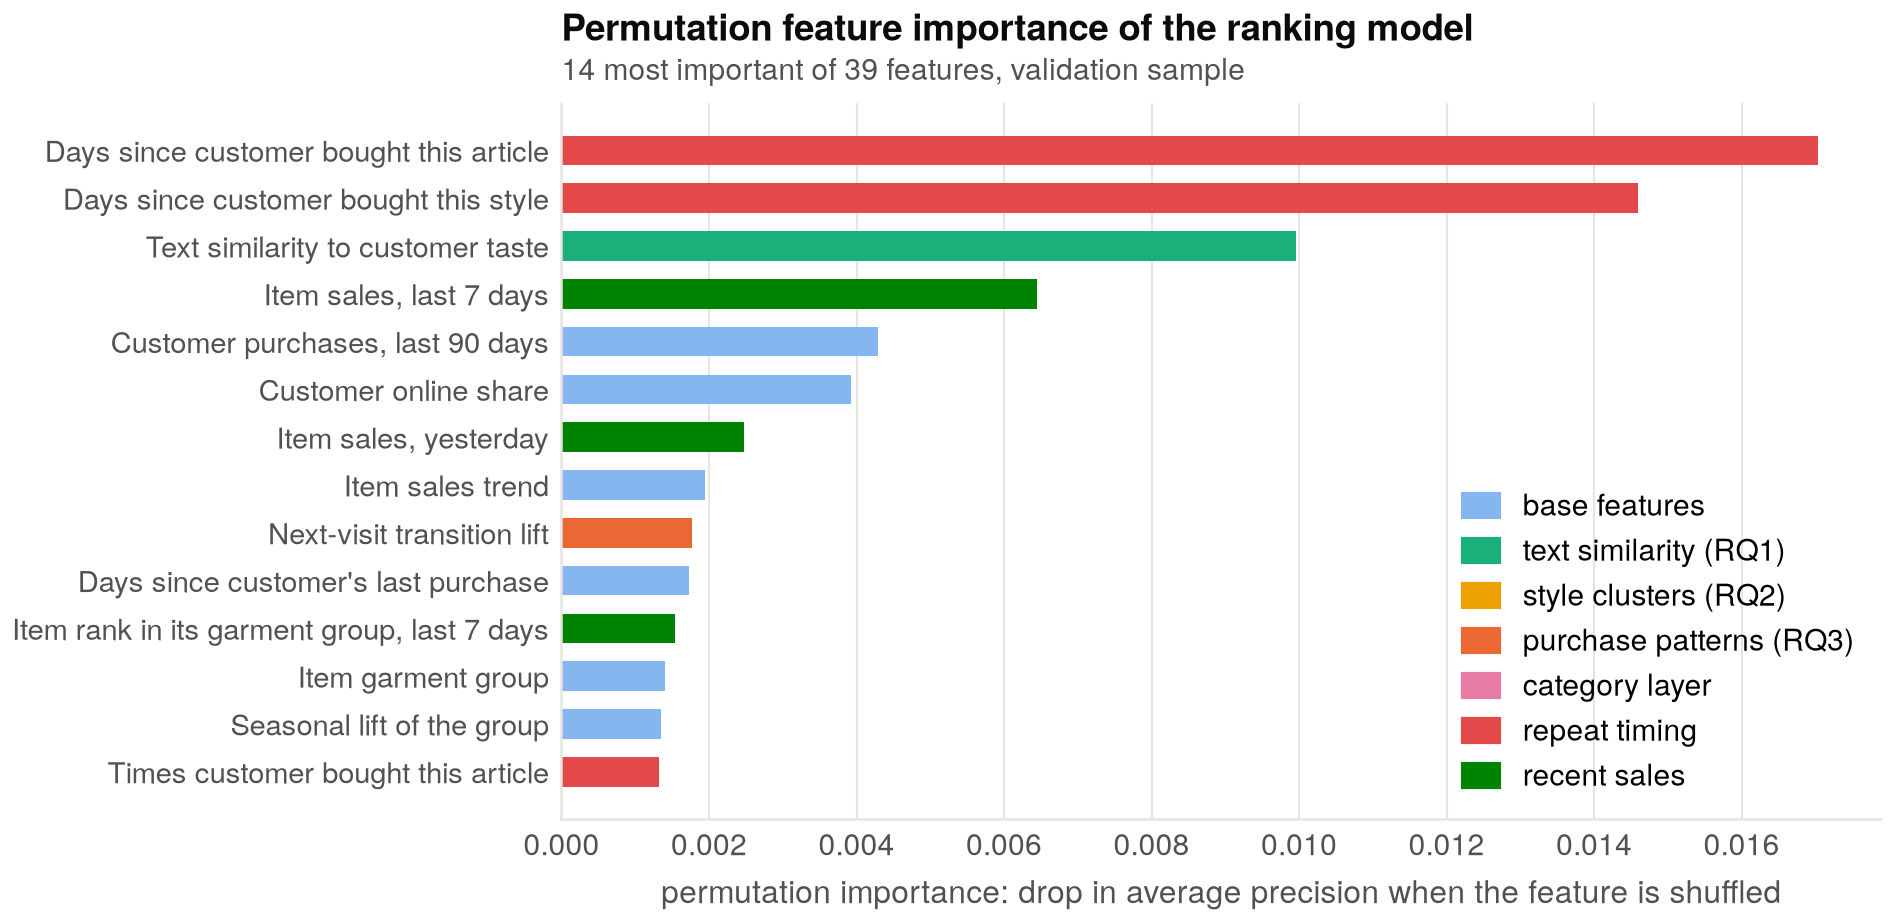 Permutation feature importance of the ranking model
14 most important of 39 features, validation sample
Days since customer bought this article
Days since customer bought this style
Text similarity to customer taste
Item sales, last 7 days
Customer purchases, last 90 days
Customer online share
Item sales, yesterday
Item sales trend
Next-visit transition lift
Days since customer's last purchase
Item rank in its garment group, last 7 days
Item garment group
Seasonal lift of the group
Times customer bought this article
base features
text similarity (RQ1)
style clusters (RQ2)
purchase patterns (RQ3)
category layer
repeat timing
recent sales
0.000 0.002 0.004 0.006 0.008 0.010 0.012 0.014 0.016
permutation importance: drop in average precision when the feature is shuffled